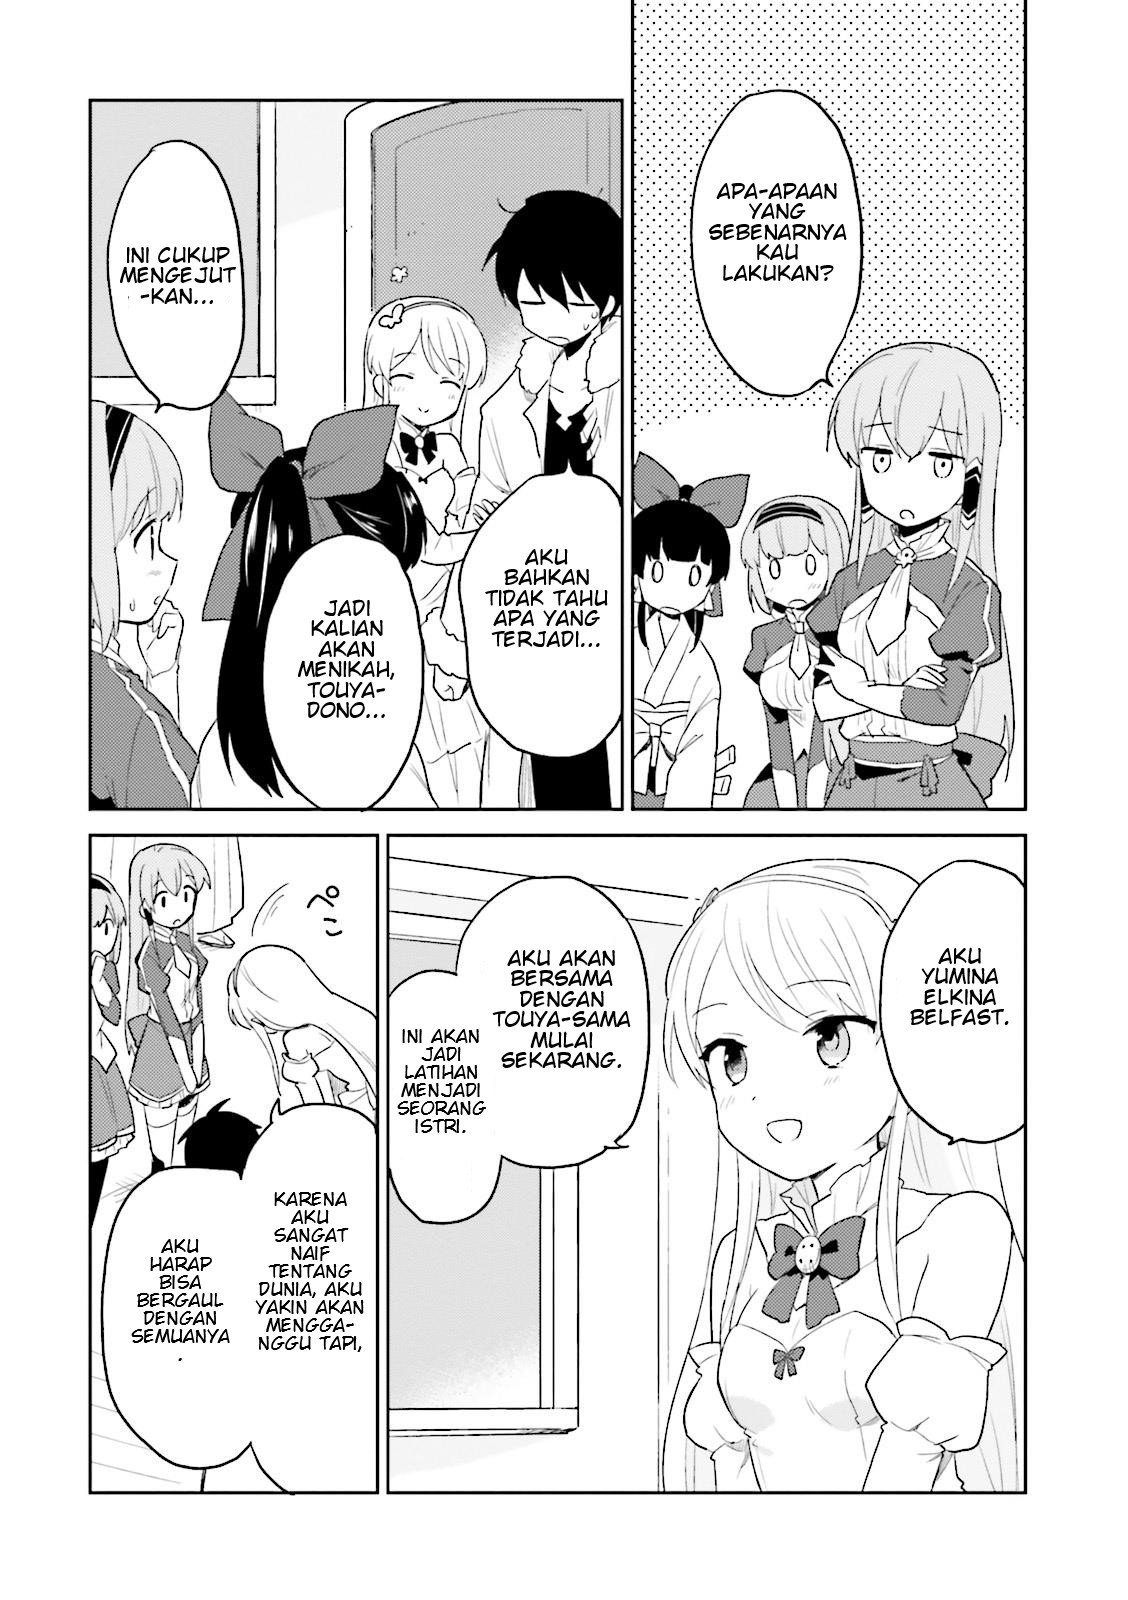 APA-APAAN
YANG
SEBENARNYA
KAU
LAKUKAN?
AKU
BAHKAN
TIDAK TAHU
APA YANG
TERJADI...
JADI
KALIAN
AKAN
MENIKAH,
TOUYA-
DONO...
INI CUKUP
MENGEJUT
-KAN...
AKU
YUMINA
ELKINA
BELFAST.
AKU AKAN
BERSAMA
DENGAN
TOUYA-SAMA
MULAI
SEKARANG.
INI AKAN
JADI
LATIHAN
MENJADI
SEORANG
ISTRI.
ぺこ
KARENA
AKU
SANGAT
NAIF
TENTANG
DUNIA, AKU
YAKIN AKAN
MENGGA-
NGGU TAPI,
AKU
HARAP
BISA
BERGAUL
DENGAN
SEMUANYA
.